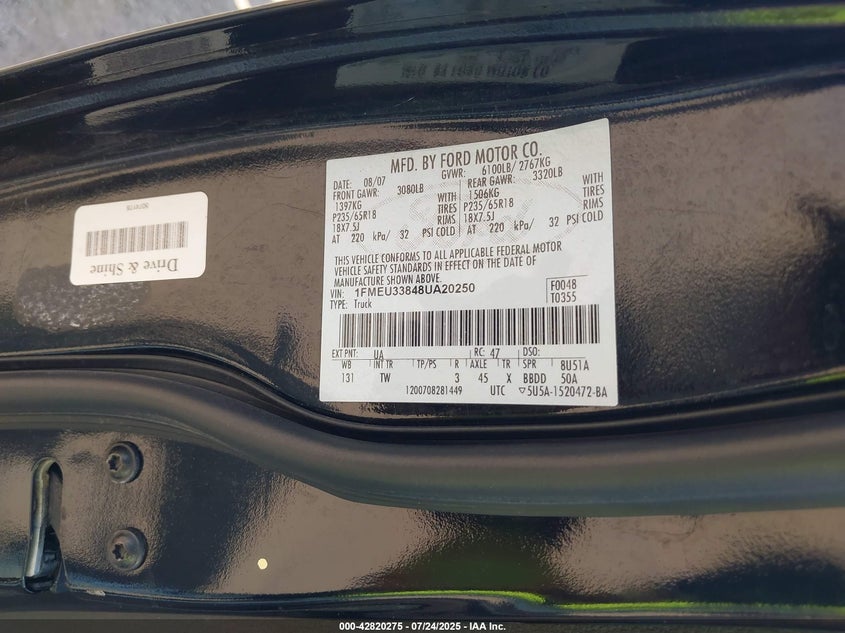 MFD. BY FORD MOTOR CO.
DATE: 08/07 GVWR: 6100LB/ 2767KG
FRONT GAWR: 3080LB REAR GAWR: 3320LB
1397KG WITH 1506KG WITH
P235/65R18 TIRES P235/65R18 TIRES
18X7.5J RIMS 18X7.5J RIMS
AT 220 kPa/ 32 PSI COLD AT 220 kPa/ 32 PSI COLD
THIS VEHICLE CONFORMS TO ALL APPLICABLE FEDERAL MOTOR
VEHICLE SAFETY STANDARDS IN EFFECT ON THE DATE OF
MANUFACTURE SHOWN ABOVE.
VIN: 1FMEU33848UA20250 F0048
TYPE: Truck T0355
EXT PNT: UA RC: 47 DSO:
WB INT TR TP/PS R AXLE TR SPR 8U51A
131 TW 3 45 X BBDD 50A
1200708281449 UTC ▽5U5A-1520472-BA
Drive & Shine
000-42820275 - 07/24/2025 - IAA Inc.